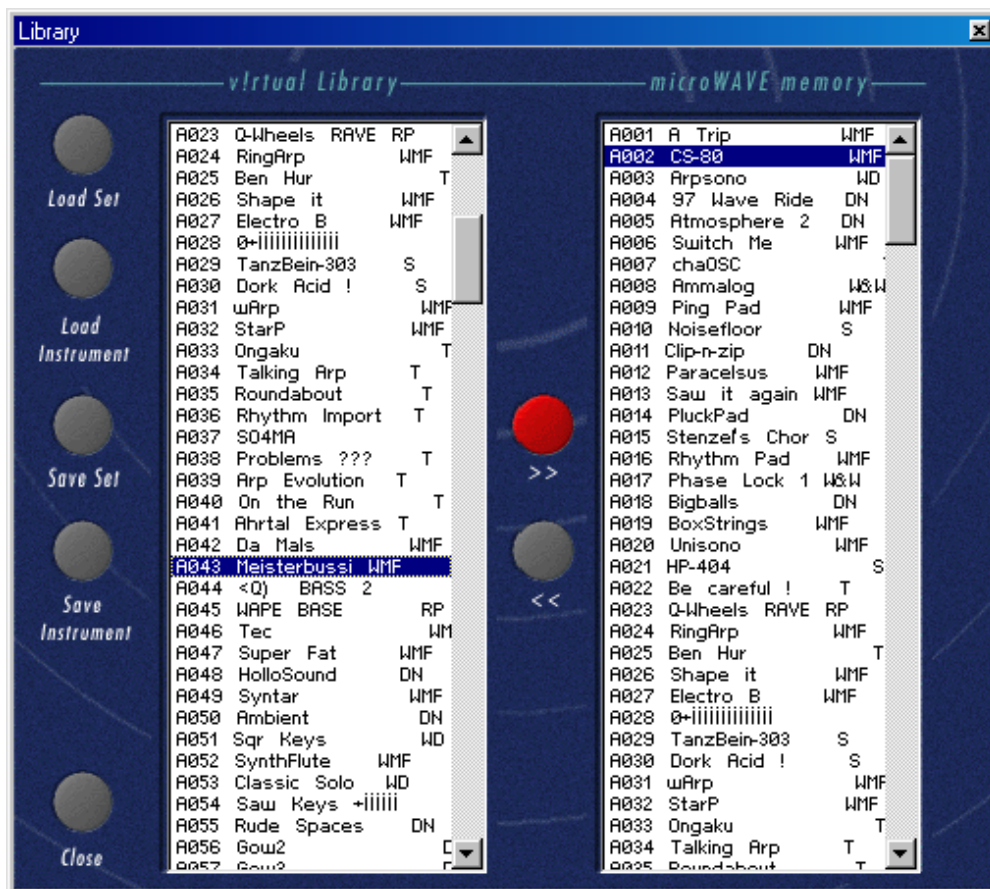 Library
v!rtual Library
microWAVE memory
Load Set
Load
Instrument
Save Set
Save
Instrument
Close
A023 Q-Wheels RAVE RP
A024 RingArp WMF
A025 Ben Hur T
A026 Shape it WMF
A027 Electro B WMF
A028 0+iiiiiiiiiiiiii
A029 TanzBein-303 S
A030 Dork Acid ! S
A031 wArp WMF
A032 StarP WMF
A033 Ongaku T
A034 Talking Arp T
A035 Roundabout T
A036 Rhythm Import T
A037 SO4MA
A038 Problems ??? T
A039 Arp Evolution T
A040 On the Run T
A041 Ahrtal Express T
A042 Da Mals WMF
A043 Meisterbussi WMF
A044 <Q) BASS 2
A045 WAPE BASE RP
A046 Tec WM
A047 Super Fat WMF
A048 HolloSound DN
A049 Syntar WMF
A050 Ambient DN
A051 Sqr Keys WD
A052 SynthFlute WMF
A053 Classic Solo WD
A054 Saw Keys +iiiiii
A055 Rude Spaces DN
A056 Gow2 D
A057 Gow3
>>
<<
A001 A Trip WMF
A002 CS-80 WMF
A003 Arpsono WD
A004 97 Wave Ride DN
A005 Atmosphere 2 DN
A006 Switch Me WMF
A007 chaOSC
A008 Ammalog W&W
A009 Ping Pad WMF
A010 Noisefloor S
A011 Clip-n-zip DN
A012 Paracelsus WMF
A013 Saw it again WMF
A014 PluckPad DN
A015 Stenzel's Chor S
A016 Rhythm Pad WMF
A017 Phase Lock 1 W&W
A018 Bigballs DN
A019 BoxStrings WMF
A020 Unisono WMF
A021 HP-404 S
A022 Be careful ! T
A023 Q-Wheels RAVE RP
A024 RingArp WMF
A025 Ben Hur T
A026 Shape it WMF
A027 Electro B WMF
A028 0+iiiiiiiiiiiiii
A029 TanzBein-303 S
A030 Dork Acid ! S
A031 wArp WMF
A032 StarP WMF
A033 Ongaku T
A034 Talking Arp T
A035 Roundabout T